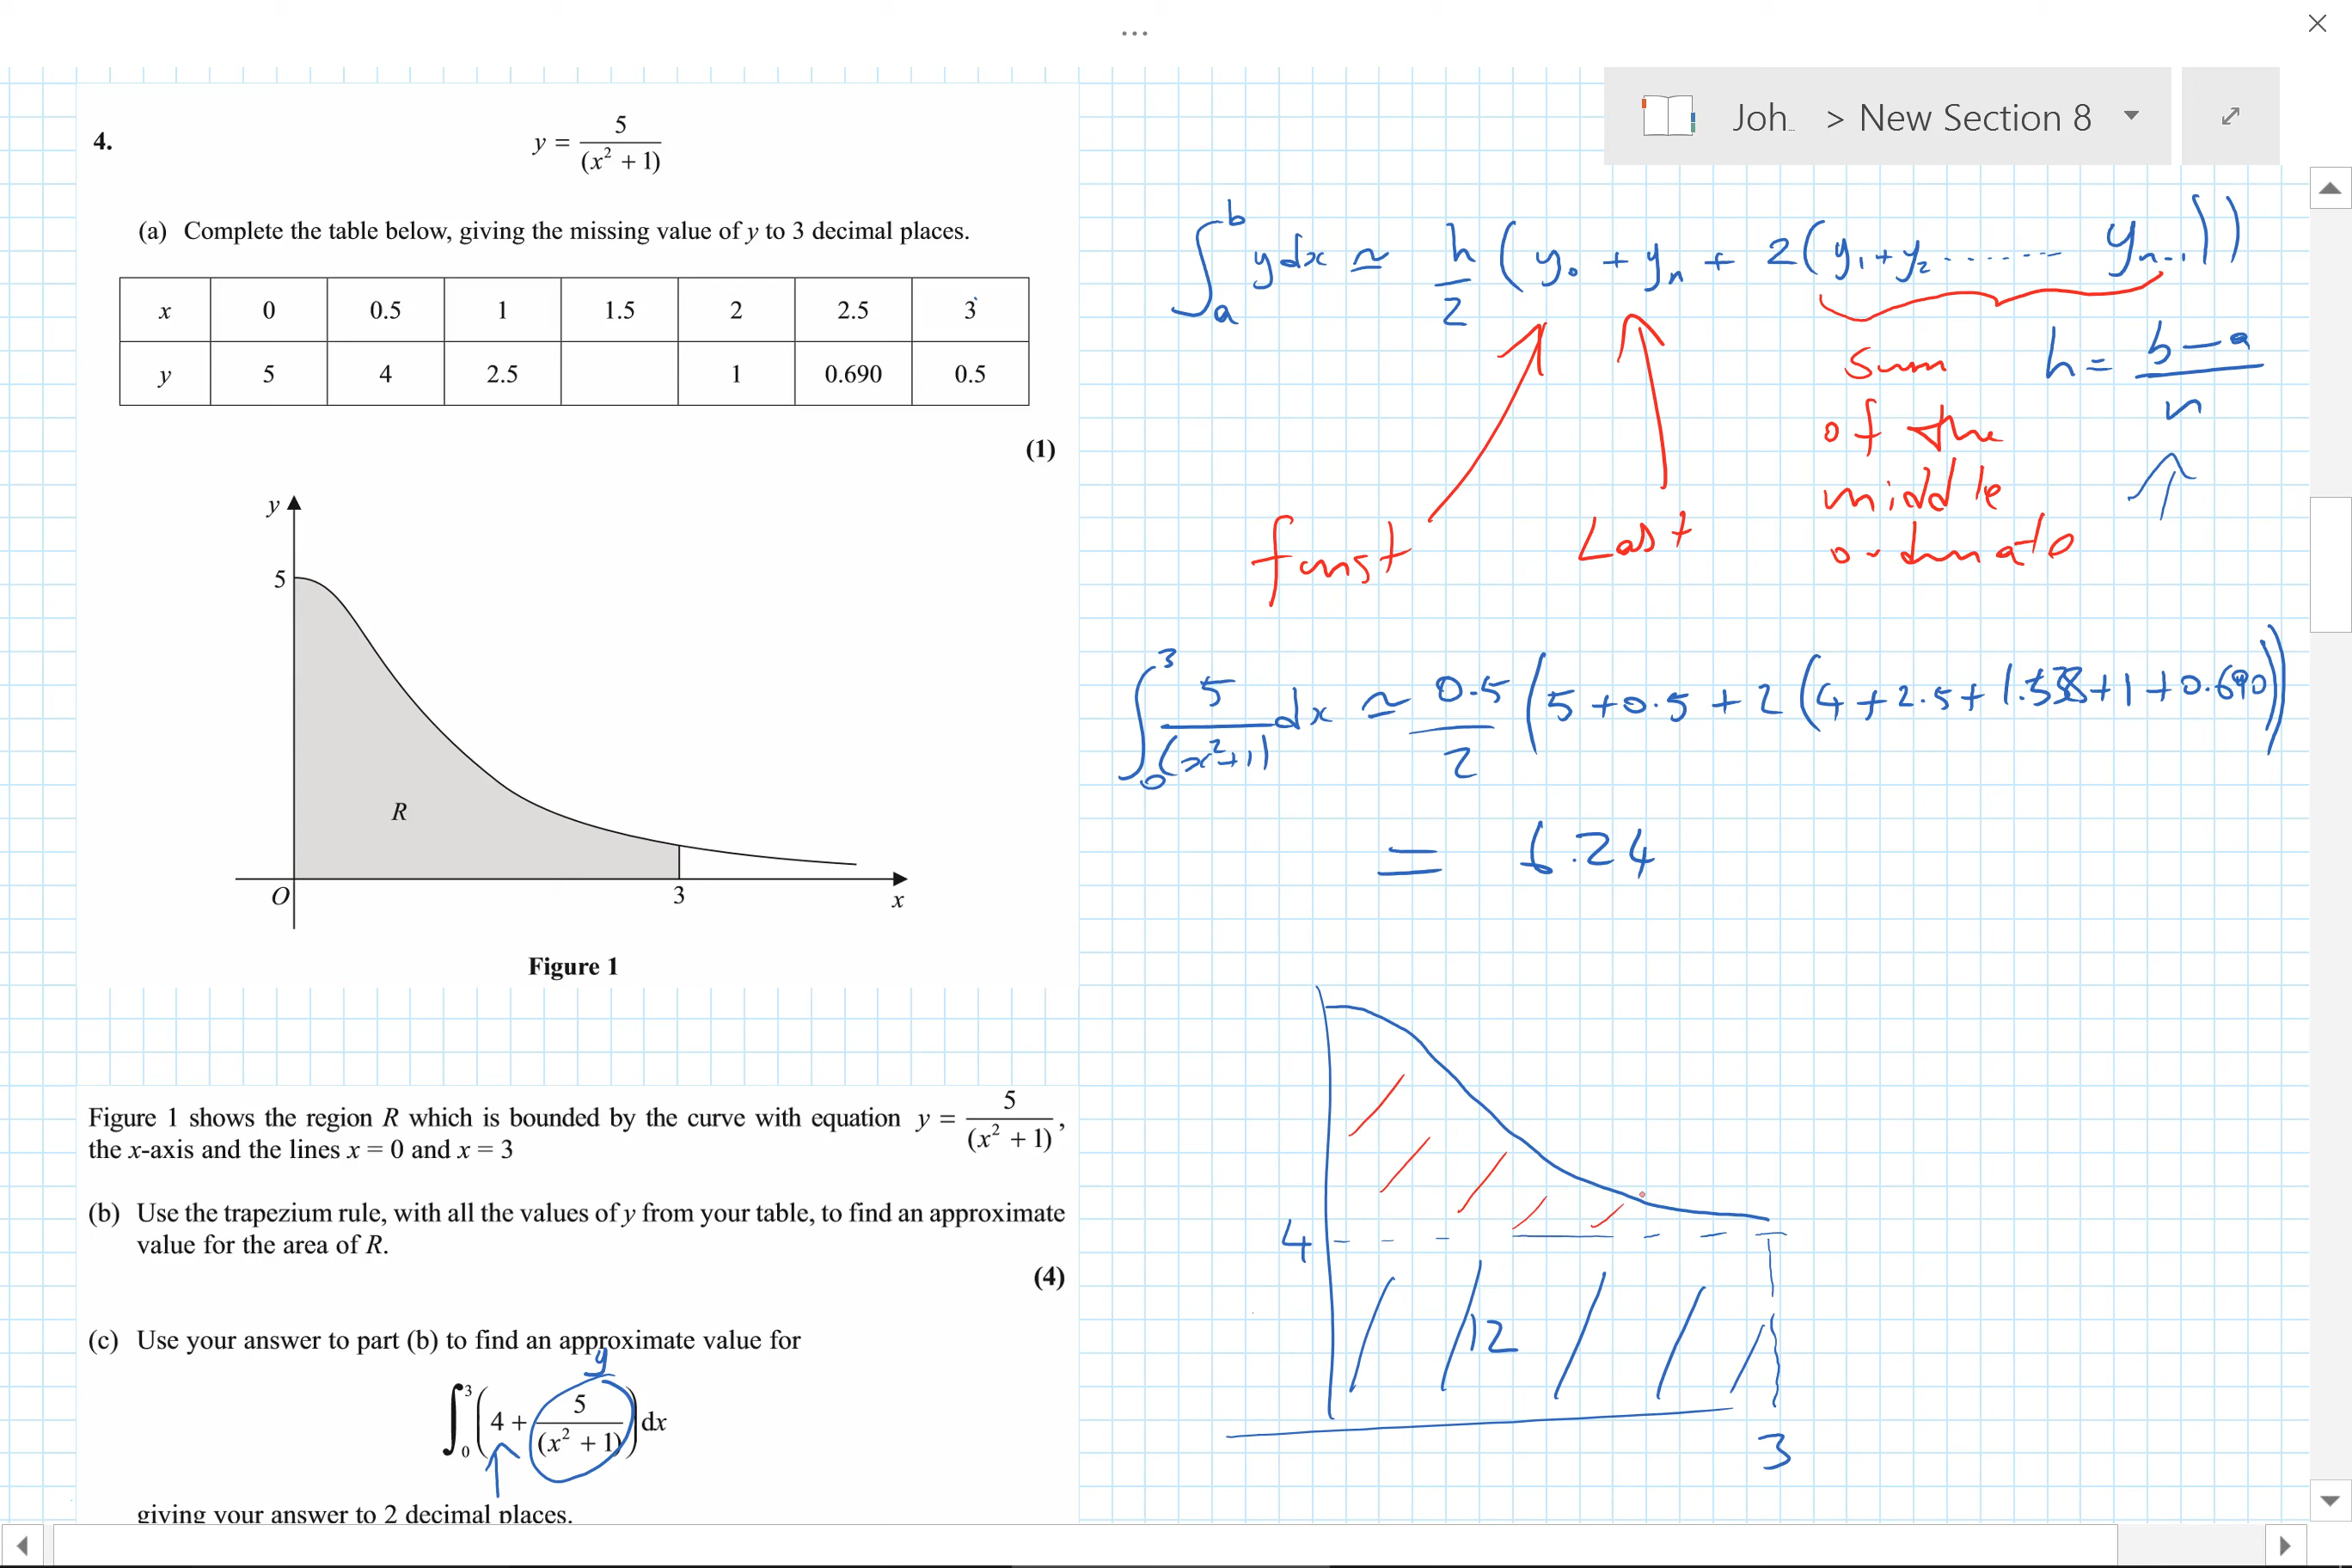 ...
Joh... > New Section 8
4.
y = 5/(x² + 1)
(a) Complete the table below, giving the missing value of y to 3 decimal places.
x 0 0.5 1 1.5 2 2.5 3
y 5 4 2.5 1 0.690 0.5
(1)
y
5
R
O 3 x
Figure 1
Figure 1 shows the region R which is bounded by the curve with equation y = 5/(x² + 1),
the x-axis and the lines x = 0 and x = 3
(b) Use the trapezium rule, with all the values of y from your table, to find an approximate
value for the area of R.
(4)
(c) Use your answer to part (b) to find an approximate value for
y
∫₀³ (4 + 5/(x² + 1)) dx
giving your answer to 2 decimal places.
∫ₐᵇ y dx ≃ h/2 (y₀ + yₙ + 2(y₁ + y₂ ....... yₙ₋₁))
h = (b − a)/n
first
Last
sum
of the
middle
ordinate
∫₀³ 5/(x²+1) dx ≃ 0.5/2 (5 + 0.5 + 2(4 + 2.5 + 1.538 + 1 + 0.690))
= 6.24
4
12
3